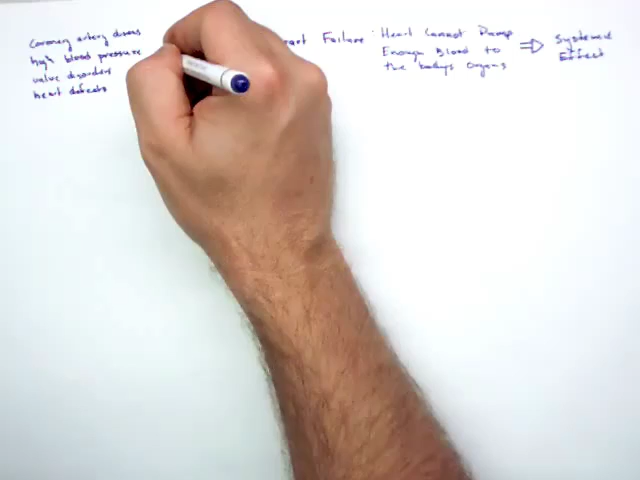 Coronary artery disease
high blood pressure
valve disorders
heart defects
Failure : Heart Cannot Pump
Enough Blood to
the bodys organs
⇒ Systemic
Effect